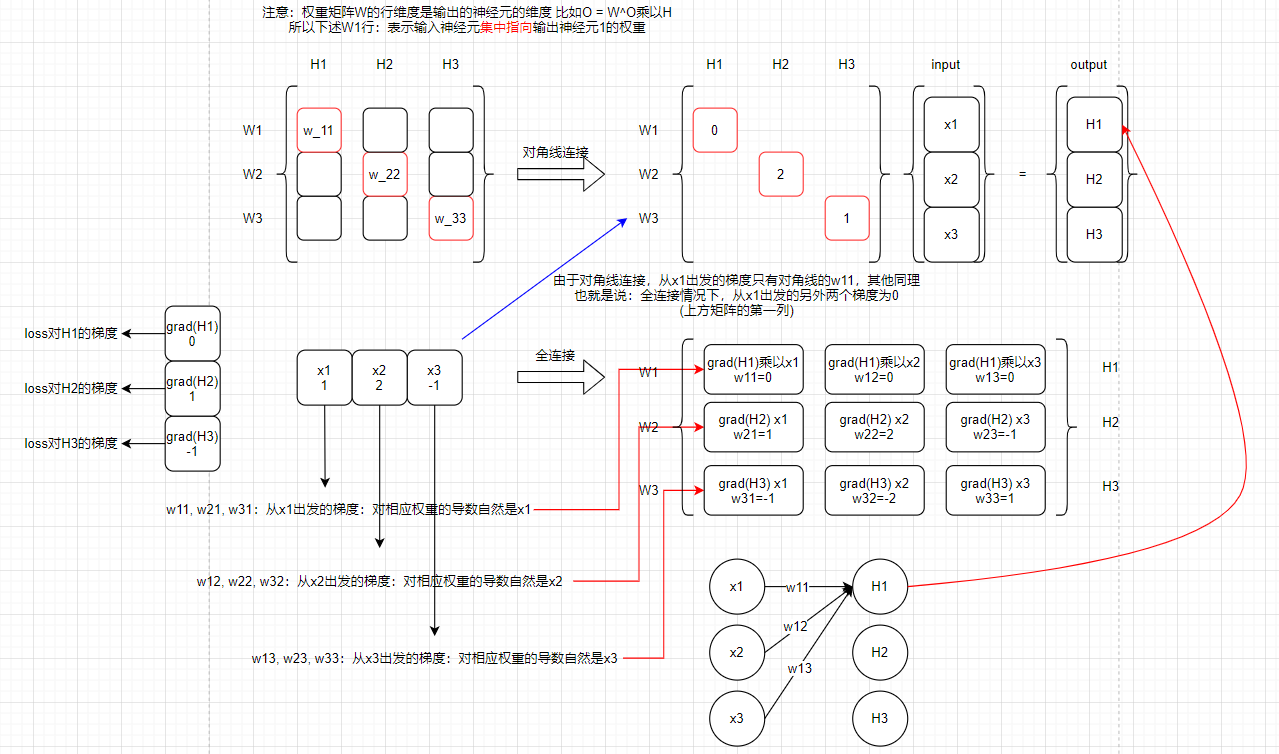 注意：权重矩阵W的行维度是输出的神经元的维度 比如O = W^O乘以H
所以下述W1行：表示输入神经元集中指向输出神经元1的权重
H1 H2 H3
W1
W2
W3
w_11
w_22
w_33
对角线连接
H1 H2 H3 input output
W1
W2
W3
0
2
1
x1
x2
x3
=
H1
H2
H3
由于对角线连接，从x1出发的梯度只有对角线的w11，其他同理
也就是说：全连接情况下，从x1出发的另外两个梯度为0
(上方矩阵的第一列)
loss对H1的梯度
loss对H2的梯度
loss对H3的梯度
grad(H1)
0
grad(H2)
1
grad(H3)
-1
x1
1
x2
2
x3
-1
全连接
W1
W2
W3
grad(H1)乘以x1
w11=0
grad(H1)乘以x2
w12=0
grad(H1)乘以x3
w13=0
H1
grad(H2) x1
w21=1
grad(H2) x2
w22=2
grad(H2) x3
w23=-1
H2
grad(H3) x1
w31=-1
grad(H3) x2
w32=-2
grad(H3) x3
w33=1
H3
w11, w21, w31：从x1出发的梯度：对相应权重的导数自然是x1
w12, w22, w32：从x2出发的梯度：对相应权重的导数自然是x2
w13, w23, w33：从x3出发的梯度：对相应权重的导数自然是x3
x1
w11
H1
w12
x2
H2
w13
x3
H3